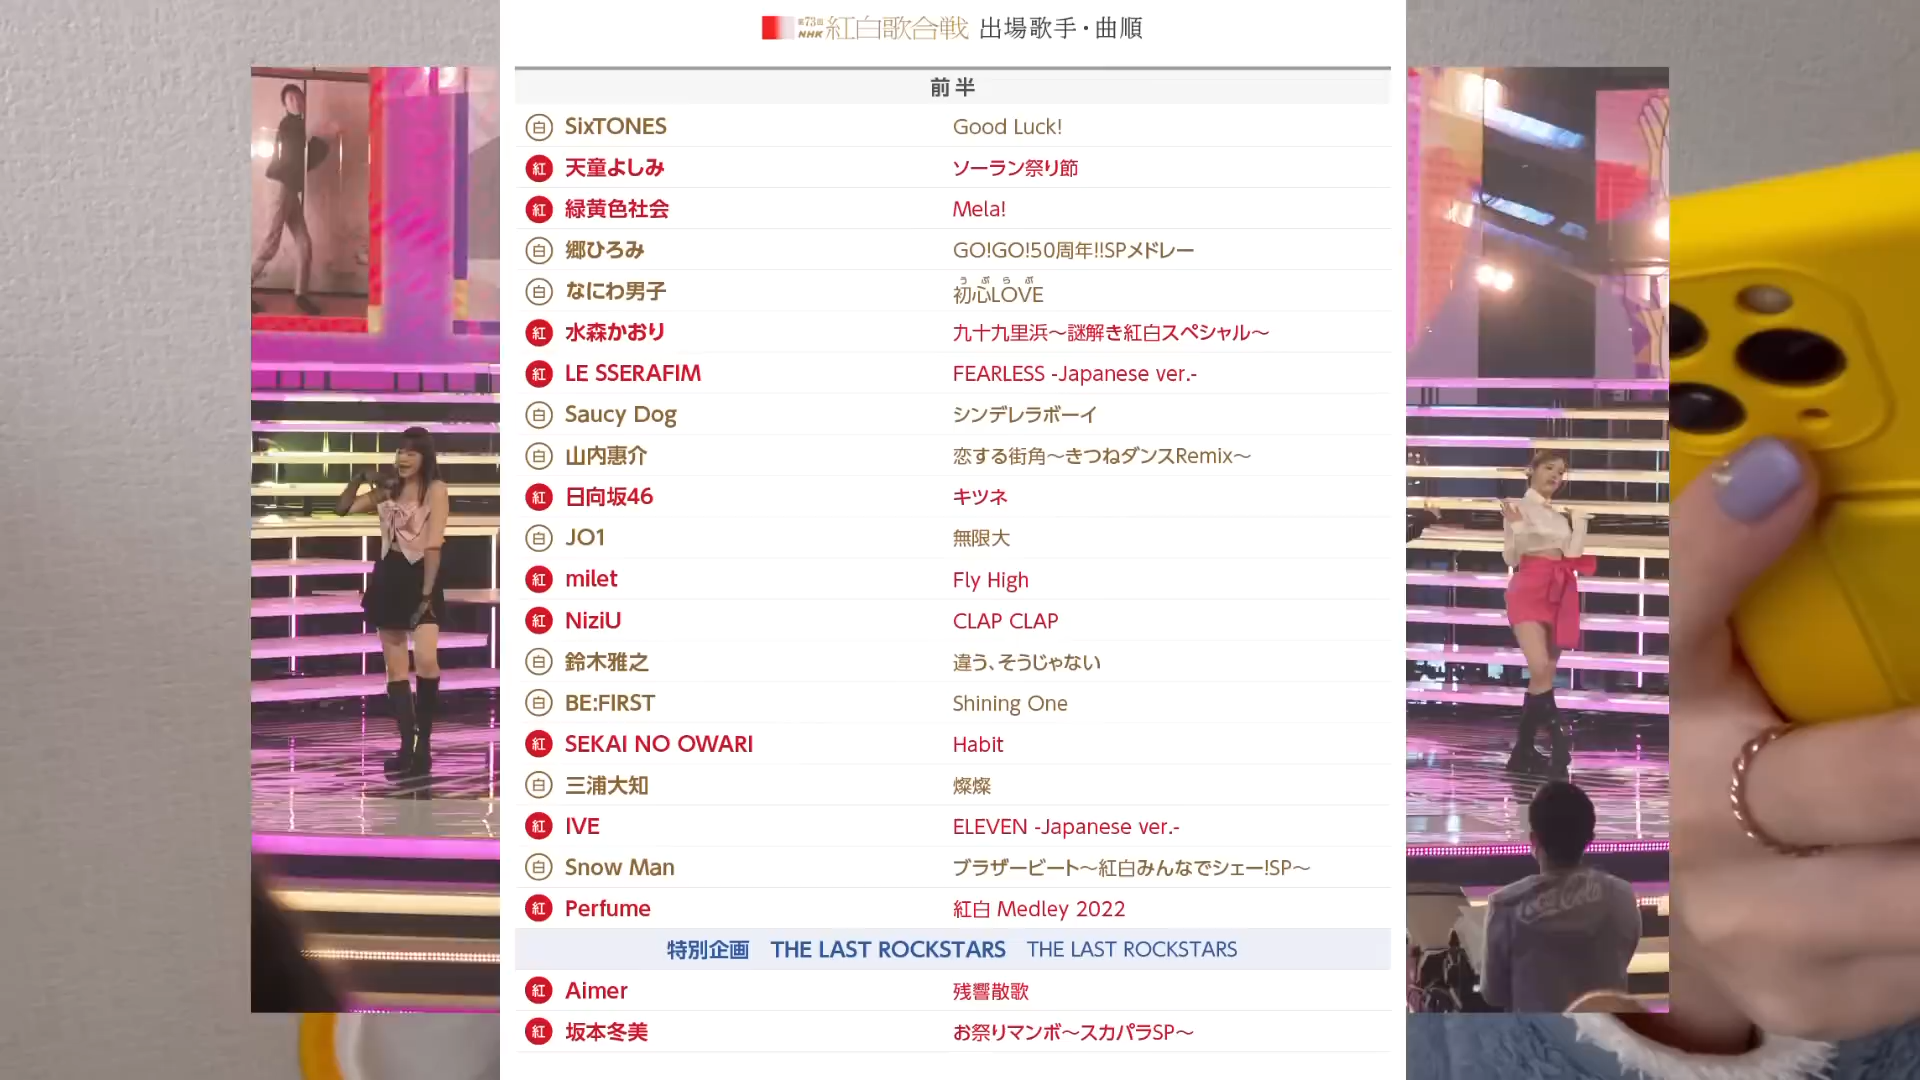 第73回 NHK 紅白歌合戦 出場歌手・曲順
前半
白 SixTONES Good Luck!
紅 天童よしみ ソーラン祭り節
紅 緑黄色社会 Mela!
白 郷ひろみ GO!GO!50周年!!SPメドレー
うぶらぶ
白 なにわ男子 初心LOVE
紅 水森かおり 九十九里浜～謎解き紅白スペシャル～
紅 LE SSERAFIM FEARLESS -Japanese ver.-
白 Saucy Dog シンデレラボーイ
白 山内惠介 恋する街角～きつねダンスRemix～
紅 日向坂46 キツネ
白 JO1 無限大
紅 milet Fly High
紅 NiziU CLAP CLAP
白 鈴木雅之 違う、そうじゃない
白 BE:FIRST Shining One
紅 SEKAI NO OWARI Habit
白 三浦大知 燦燦
紅 IVE ELEVEN -Japanese ver.-
白 Snow Man ブラザービート～紅白みんなでシェー!SP～
紅 Perfume 紅白 Medley 2022
特別企画 THE LAST ROCKSTARS THE LAST ROCKSTARS
紅 Aimer 残響散歌
紅 坂本冬美 お祭りマンボ～スカパラSP～
Coca-Cola